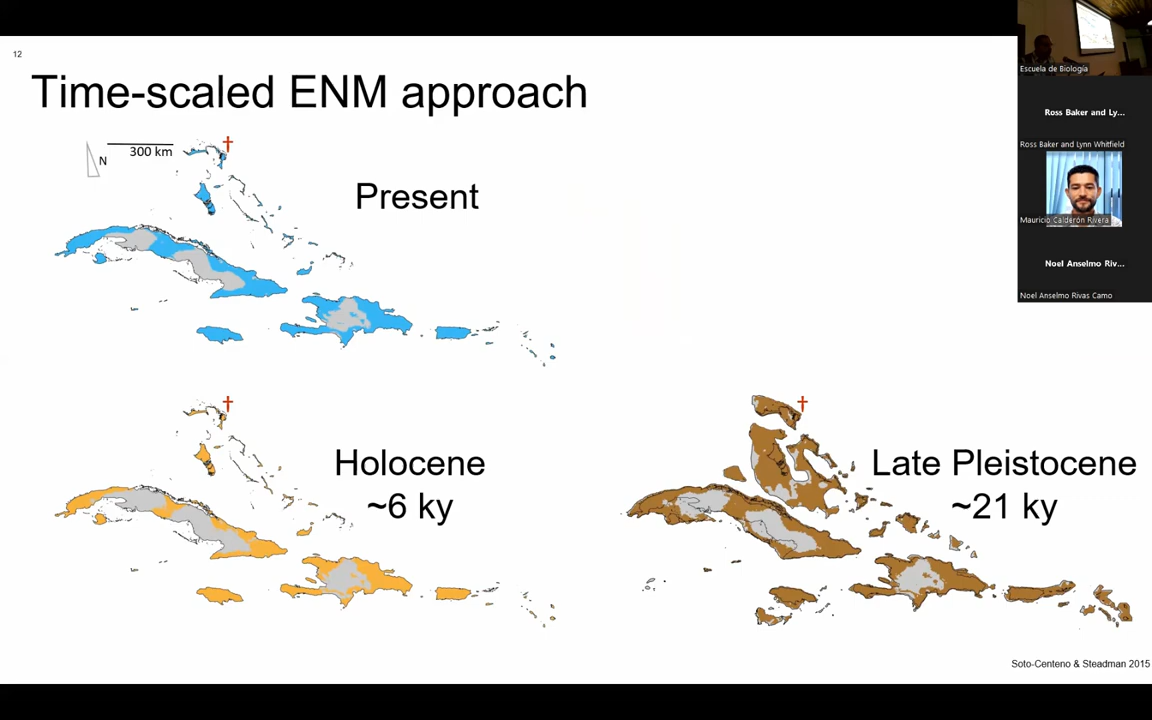 12
Time-scaled ENM approach
300 km
N
†
Present
†
Holocene
~6 ky
†
Late Pleistocene
~21 ky
Soto-Centeno & Steadman 2015
Escuela de Biología
Ross Baker and Ly...
Ross Baker and Lynn Whitfield
Mauricio Calderón Rivera
Noel Anselmo Riv...
Noel Anselmo Rivas Camo